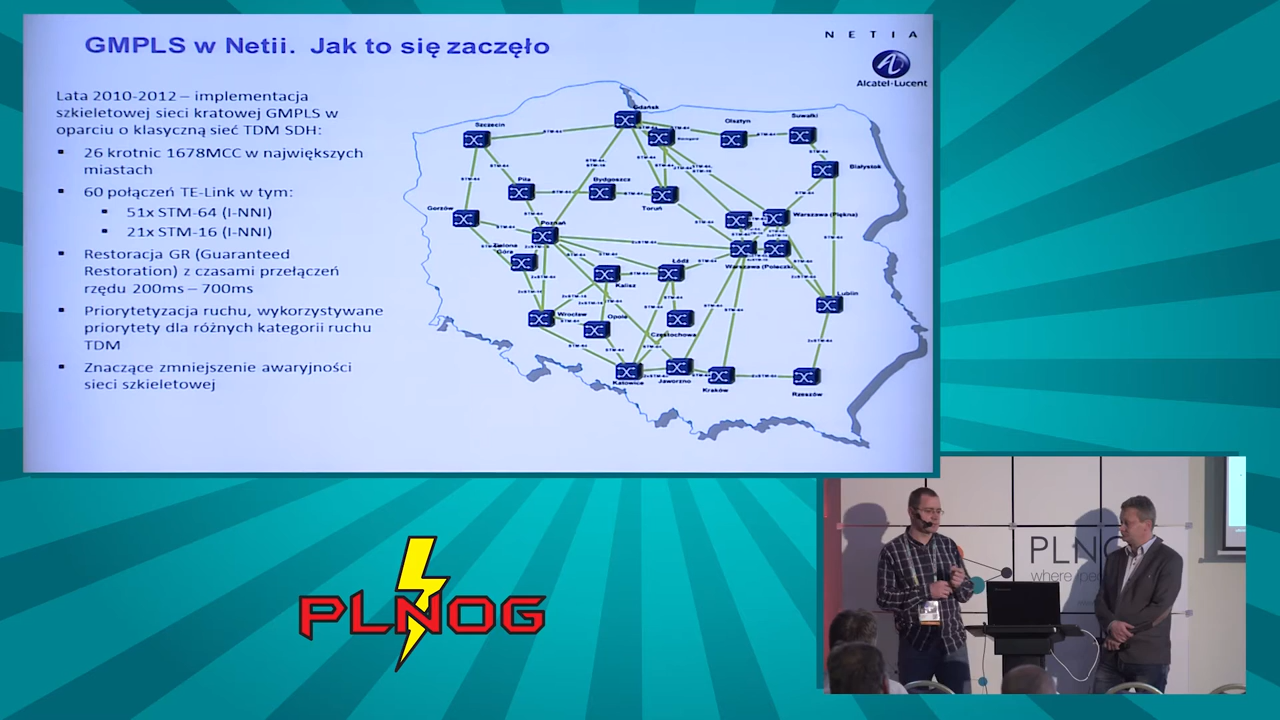 GMPLS w Netii. Jak to się zaczęło
NETIA
Alcatel·Lucent
Lata 2010-2012 – implementacja
szkieletowej sieci kratowej GMPLS w
oparciu o klasyczną sieć TDM SDH:
26 krotnic 1678MCC w największych
miastach
60 połączeń TE-Link w tym:
51x STM-64 (I-NNI)
21x STM-16 (I-NNI)
Restoracja GR (Guaranteed
Restoration) z czasami przełączeń
rzędu 200ms – 700ms
Priorytetyzacja ruchu, wykorzystywane
priorytety dla różnych kategorii ruchu
TDM
Znaczące zmniejszenie awaryjności
sieci szkieletowej
Gdańsk
Szczecin
Olsztyn
Suwałki
Białystok
Piła
Bydgoszcz
Toruń
Gorzów
Poznań
Warszawa (Piękna)
Zielona
Góra
Łódź
Warszawa (Poleczki)
Kalisz
Lublin
Wrocław
Opole
Częstochowa
Katowice
Jaworzno
Kraków
Rzeszów
PLNOG
PLNO
where